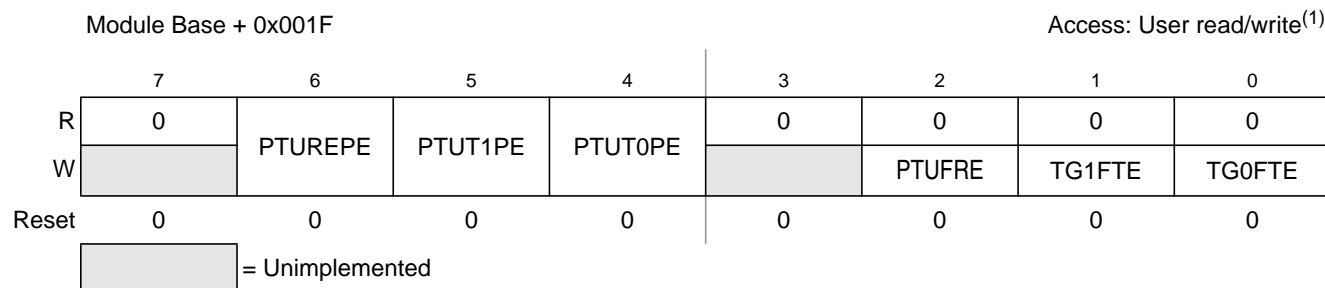 Module Base + 0x001F Access: User read/write(1)
7 6 5 4 3 2 1 0
R 0 PTUREPE PTUT1PE PTUT0PE 0 0 0 0
W PTUFRE TG1FTE TG0FTE
Reset 0 0 0 0 0 0 0 0
= Unimplemented